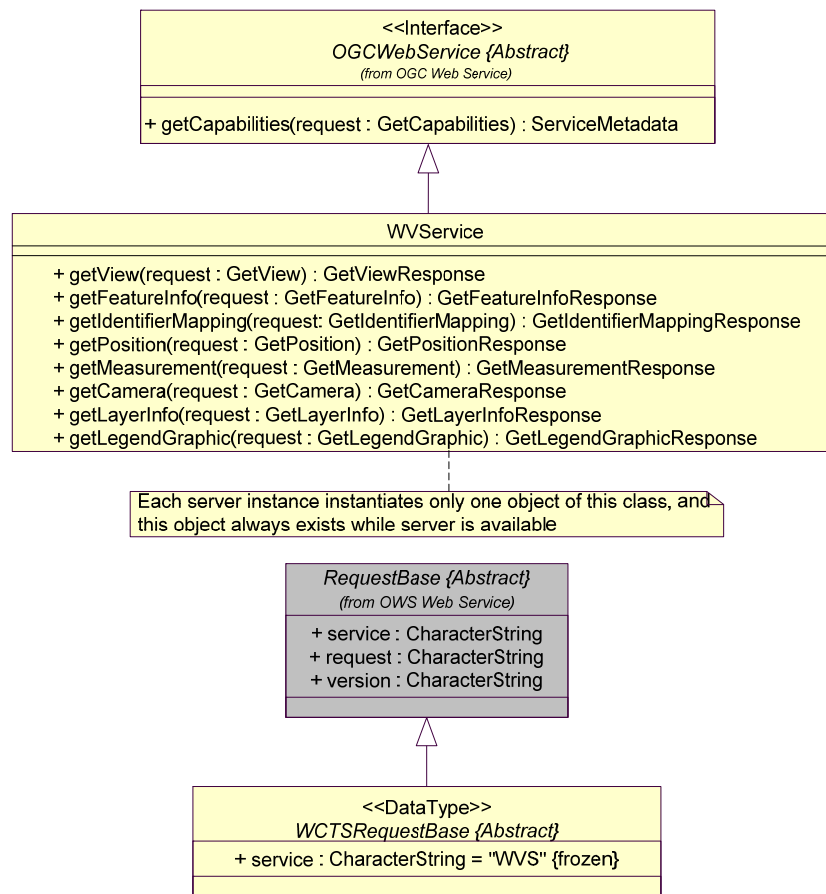 <<Interface>>
OGCWebService {Abstract}
(from OGC Web Service)
+ getCapabilities(request : GetCapabilities) : ServiceMetadata
WVService
+ getView(request : GetView) : GetViewResponse
+ getFeatureInfo(request : GetFeatureInfo) : GetFeatureInfoResponse
+ getIdentifierMapping(request: GetIdentifierMapping) : GetIdentifierMappingResponse
+ getPosition(request : GetPosition) : GetPositionResponse
+ getMeasurement(request : GetMeasurement) : GetMeasurementResponse
+ getCamera(request : GetCamera) : GetCameraResponse
+ getLayerInfo(request : GetLayerInfo) : GetLayerInfoResponse
+ getLegendGraphic(request : GetLegendGraphic) : GetLegendGraphicResponse
Each server instance instantiates only one object of this class, and
this object always exists while server is available
RequestBase {Abstract}
(from OWS Web Service)
+ service : CharacterString
+ request : CharacterString
+ version : CharacterString
<<DataType>>
WCTSRequestBase {Abstract}
+ service : CharacterString = "WVS" {frozen}